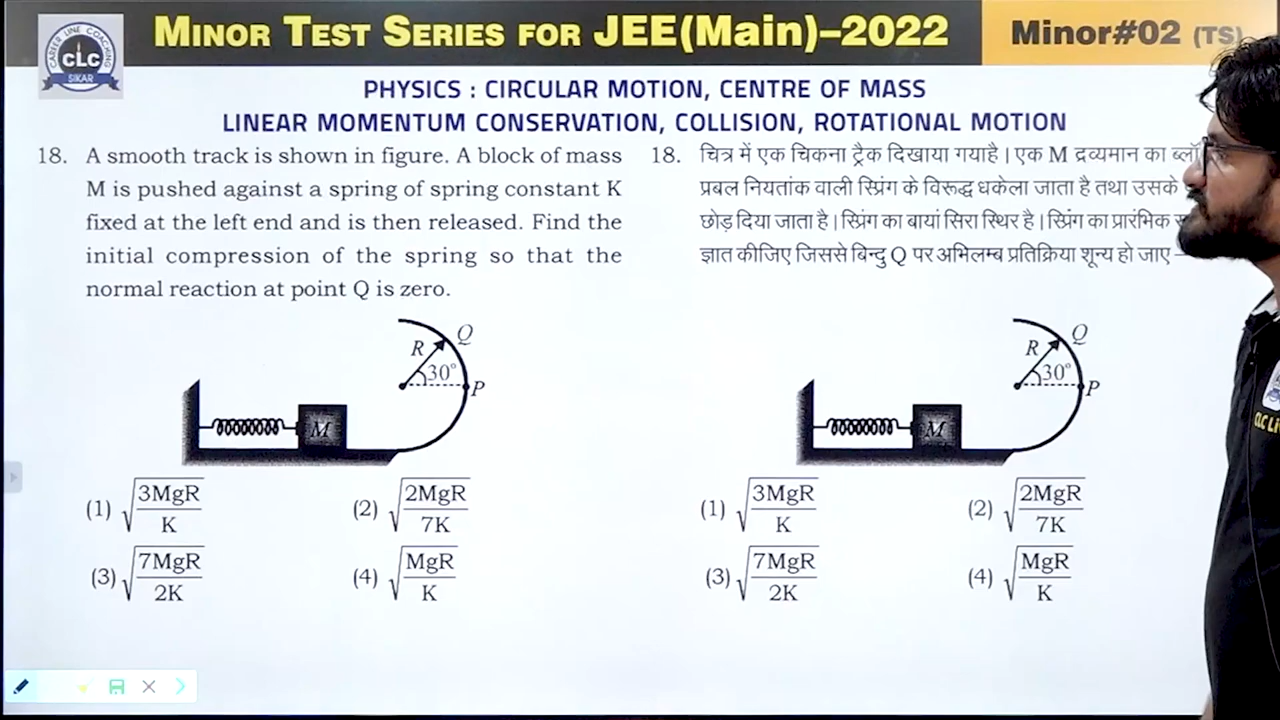 CAREER LINE COACHING
CLC
SIKAR
MINOR TEST SERIES FOR JEE(Main)–2022
Minor#02 (TS)
PHYSICS : CIRCULAR MOTION, CENTRE OF MASS
LINEAR MOMENTUM CONSERVATION, COLLISION, ROTATIONAL MOTION
18. A smooth track is shown in figure. A block of mass
M is pushed against a spring of spring constant K
fixed at the left end and is then released. Find the
initial compression of the spring so that the
normal reaction at point Q is zero.
R
Q
30°
P
M
(1) √(3MgR/K) (2) √(2MgR/7K)
(3) √(7MgR/2K) (4) √(MgR/K)
18. चित्र में एक चिकना ट्रैक दिखाया गयाहै। एक M द्रव्यमान का
प्रबल नियतांक वाली स्प्रिंग के विरूद्ध धकेला जाता है तथा उसके
छोड़ दिया जाता है। स्प्रिंग का बायां सिरा स्थिर है। स्प्रिंग का प्रारंभिक
ज्ञात कीजिए जिससे बिन्दु Q पर अभिलम्ब प्रतिक्रिया शून्य हो जाए –
R
Q
30°
P
M
(1) √(3MgR/K) (2) √(2MgR/7K)
(3) √(7MgR/2K) (4) √(MgR/K)